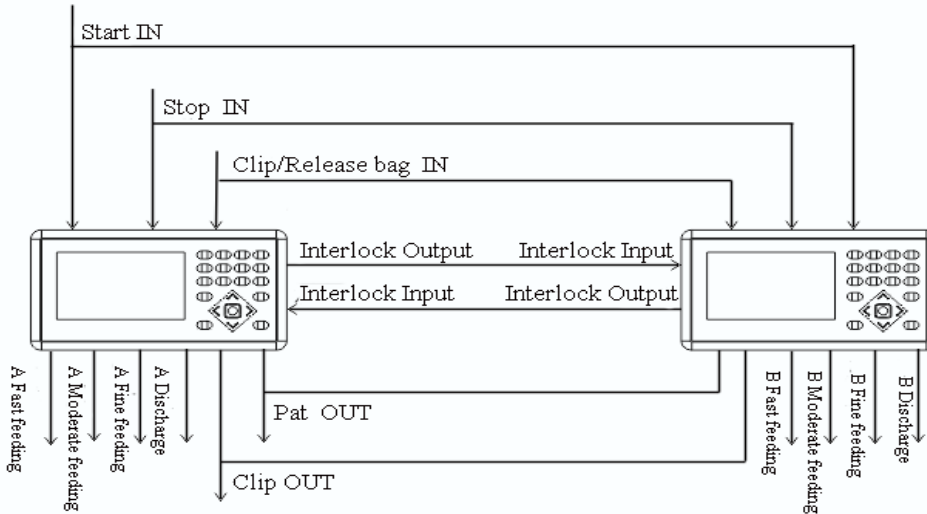 Start IN
Stop IN
Clip/Release bag IN
Interlock Output
Interlock Input
Interlock Input
Interlock Output
A Fast feeding
A Moderate feeding
A Fine feeding
A Discharge
Pat OUT
Clip OUT
B Fast feeding
B Moderate feeding
B Fine feeding
B Discharge